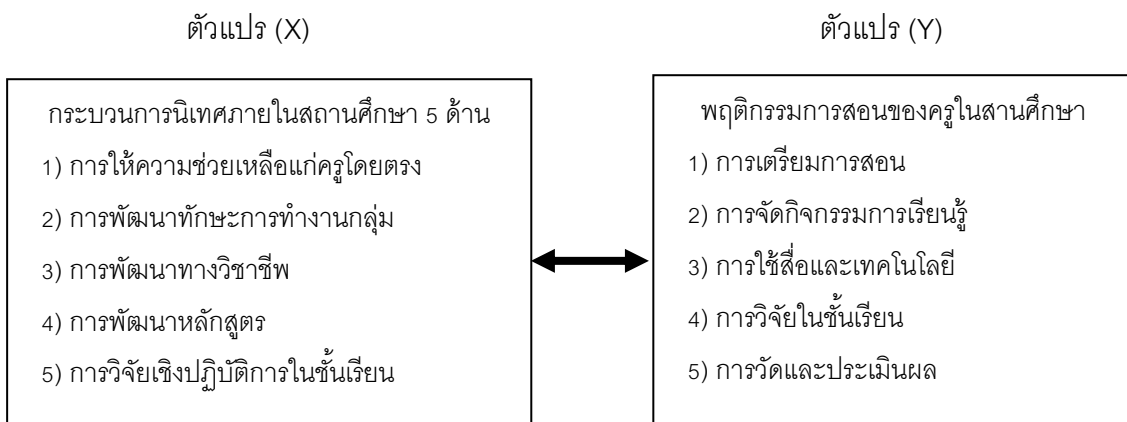 ตัวแปร (X)
กระบวนการนิเทศภายในสถานศึกษา 5 ด้าน
1) การให้ความช่วยเหลือแก่ครูโดยตรง
2) การพัฒนาทักษะการทำงานกลุ่ม
3) การพัฒนาทางวิชาชีพ
4) การพัฒนาหลักสูตร
5) การวิจัยเชิงปฏิบัติการในชั้นเรียน
ตัวแปร (Y)
พฤติกรรมการสอนของครูในสานศึกษา
1) การเตรียมการสอน
2) การจัดกิจกรรมการเรียนรู้
3) การใช้สื่อและเทคโนโลยี
4) การวิจัยในชั้นเรียน
5) การวัดและประเมินผล